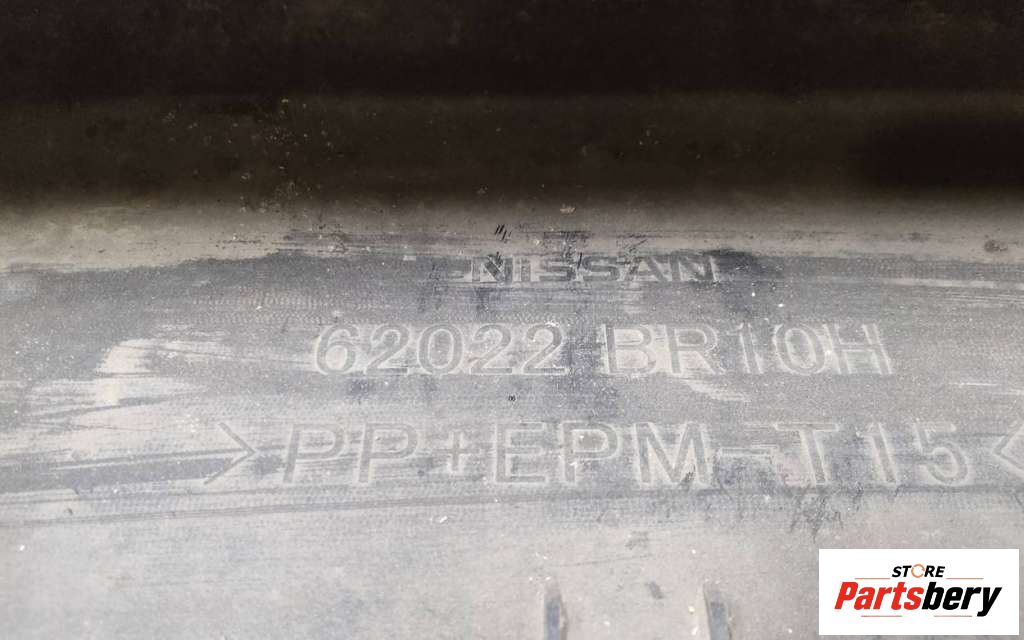 NISSAN
62022 BR10H
>PP+EPM-T15<
STORE
Partsbery